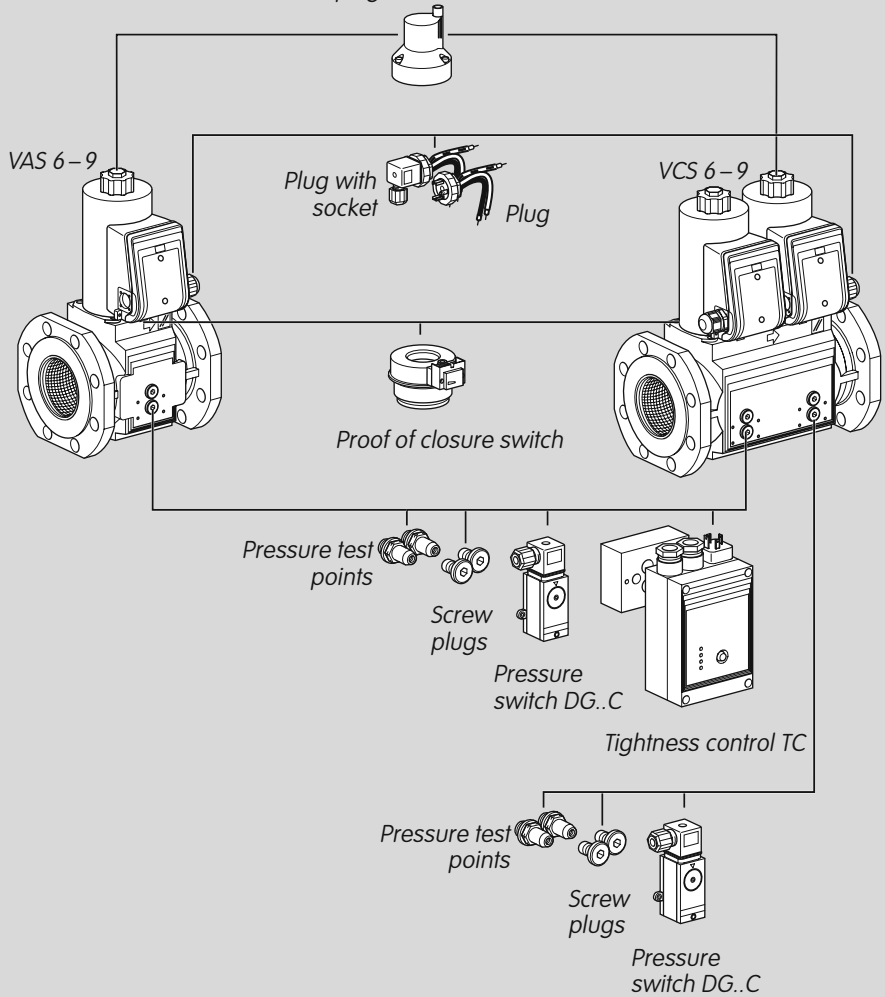 VAS 6–9
Plug with
socket
Plug
VCS 6–9
Proof of closure switch
Pressure test
points
Screw
plugs
Pressure
switch DG..C
Tightness control TC
Pressure test
points
Screw
plugs
Pressure
switch DG..C